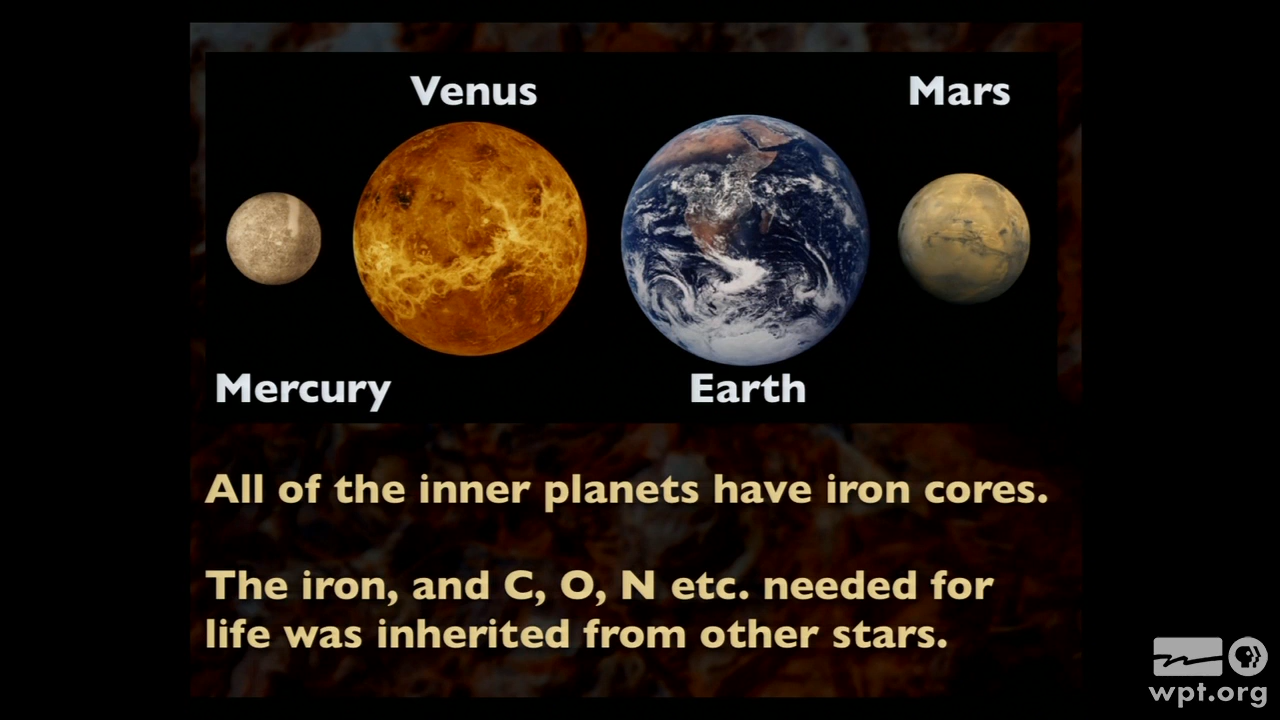 Venus
Mars
Mercury
Earth
All of the inner planets have iron cores.
The iron, and C, O, N etc. needed for
life was inherited from other stars.
wpt.org